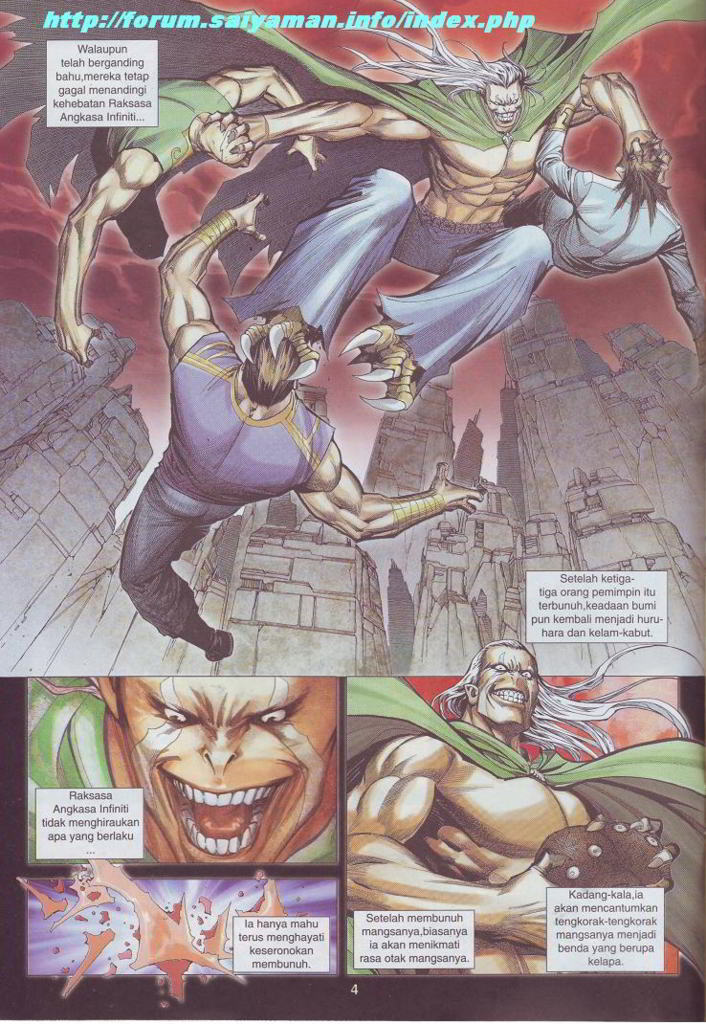 http://forum.saiyaman.info/index.php
Walaupun
telah berganding
bahu,mereka tetap
gagal menandingi
kehebatan Raksasa
Angkasa Infiniti...
Setelah ketiga-
tiga orang pemimpin itu
terbunuh,keadaan bumi
pun kembali menjadi huru-
hara dan kelam-kabut.
Raksasa
Angkasa Infiniti
tidak menghiraukan
apa yang berlaku
...
Ia hanya mahu
terus menghayati
keseronokan
membunuh.
Setelah membunuh
mangsanya,biasanya
ia akan menikmati
rasa otak mangsanya.
Kadang-kala,ia
akan mencantumkan
tengkorak-tengkorak
mangsanya menjadi
benda yang berupa
kelapa.
4